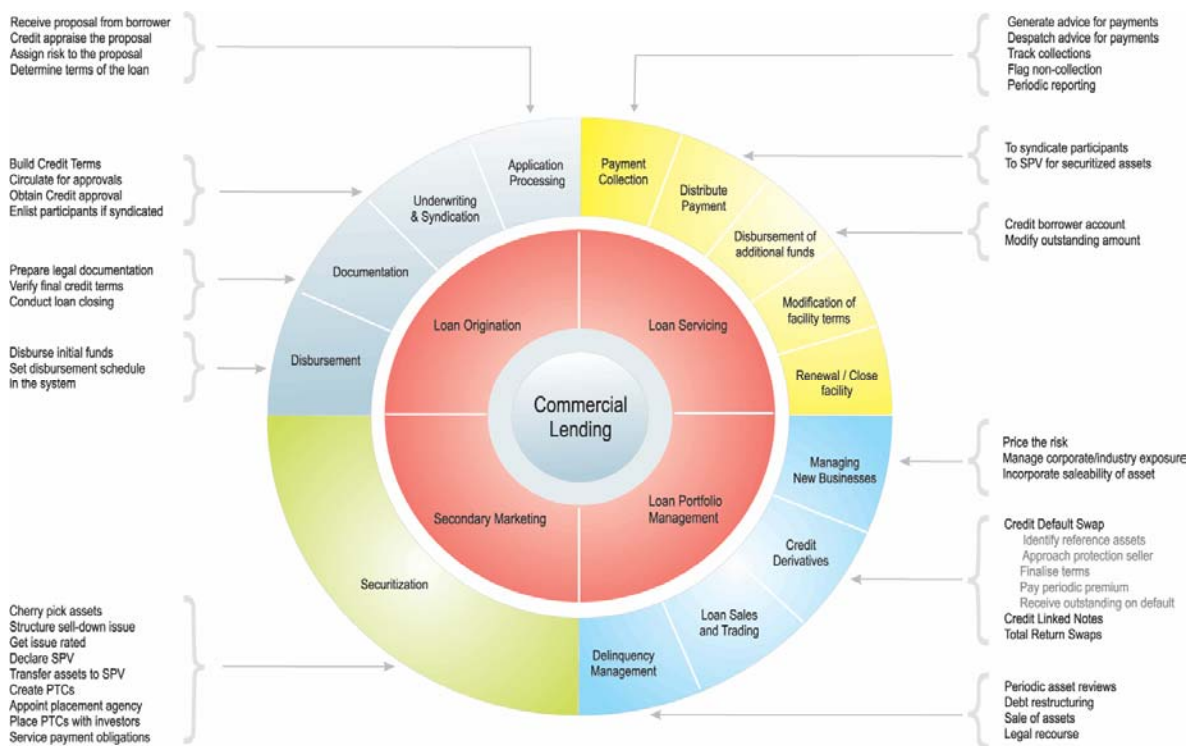 Receive proposal from borrower
Credit appraise the proposal
Assign risk to the proposal
Determine terms of the loan
Generate advice for payments
Despatch advice for payments
Track collections
Flag non-collection
Periodic reporting
Build Credit Terms
Circulate for approvals
Obtain Credit approval
Enlist participants if syndicated
To syndicate participants
To SPV for securitized assets
Credit borrower account
Modify outstanding amount
Prepare legal documentation
Verify final credit terms
Conduct loan closing
Disburse initial funds
Set disbursement schedule
in the system
Application
Processing
Underwriting
& Syndication
Documentation
Disbursement
Payment
Collection
Distribute
Payment
Disbursement of
additional funds
Modification of
facility terms
Renewal / Close
facility
Loan Origination
Loan Servicing
Commercial
Lending
Secondary Marketing
Loan Portfolio
Management
Managing
New Businesses
Credit
Derivatives
Loan Sales
and Trading
Delinquency
Management
Securitization
Price the risk
Manage corporate/industry exposure
Incorporate saleability of asset
Credit Default Swap
Identify reference assets
Approach protection seller
Finalise terms
Pay periodic premium
Receive outstanding on default
Credit Linked Notes
Total Return Swaps
Cherry pick assets
Structure sell-down issue
Get issue rated
Declare SPV
Transfer assets to SPV
Create PTCs
Appoint placement agency
Place PTCs with investors
Service payment obligations
Periodic asset reviews
Debt restructuring
Sale of assets
Legal recourse